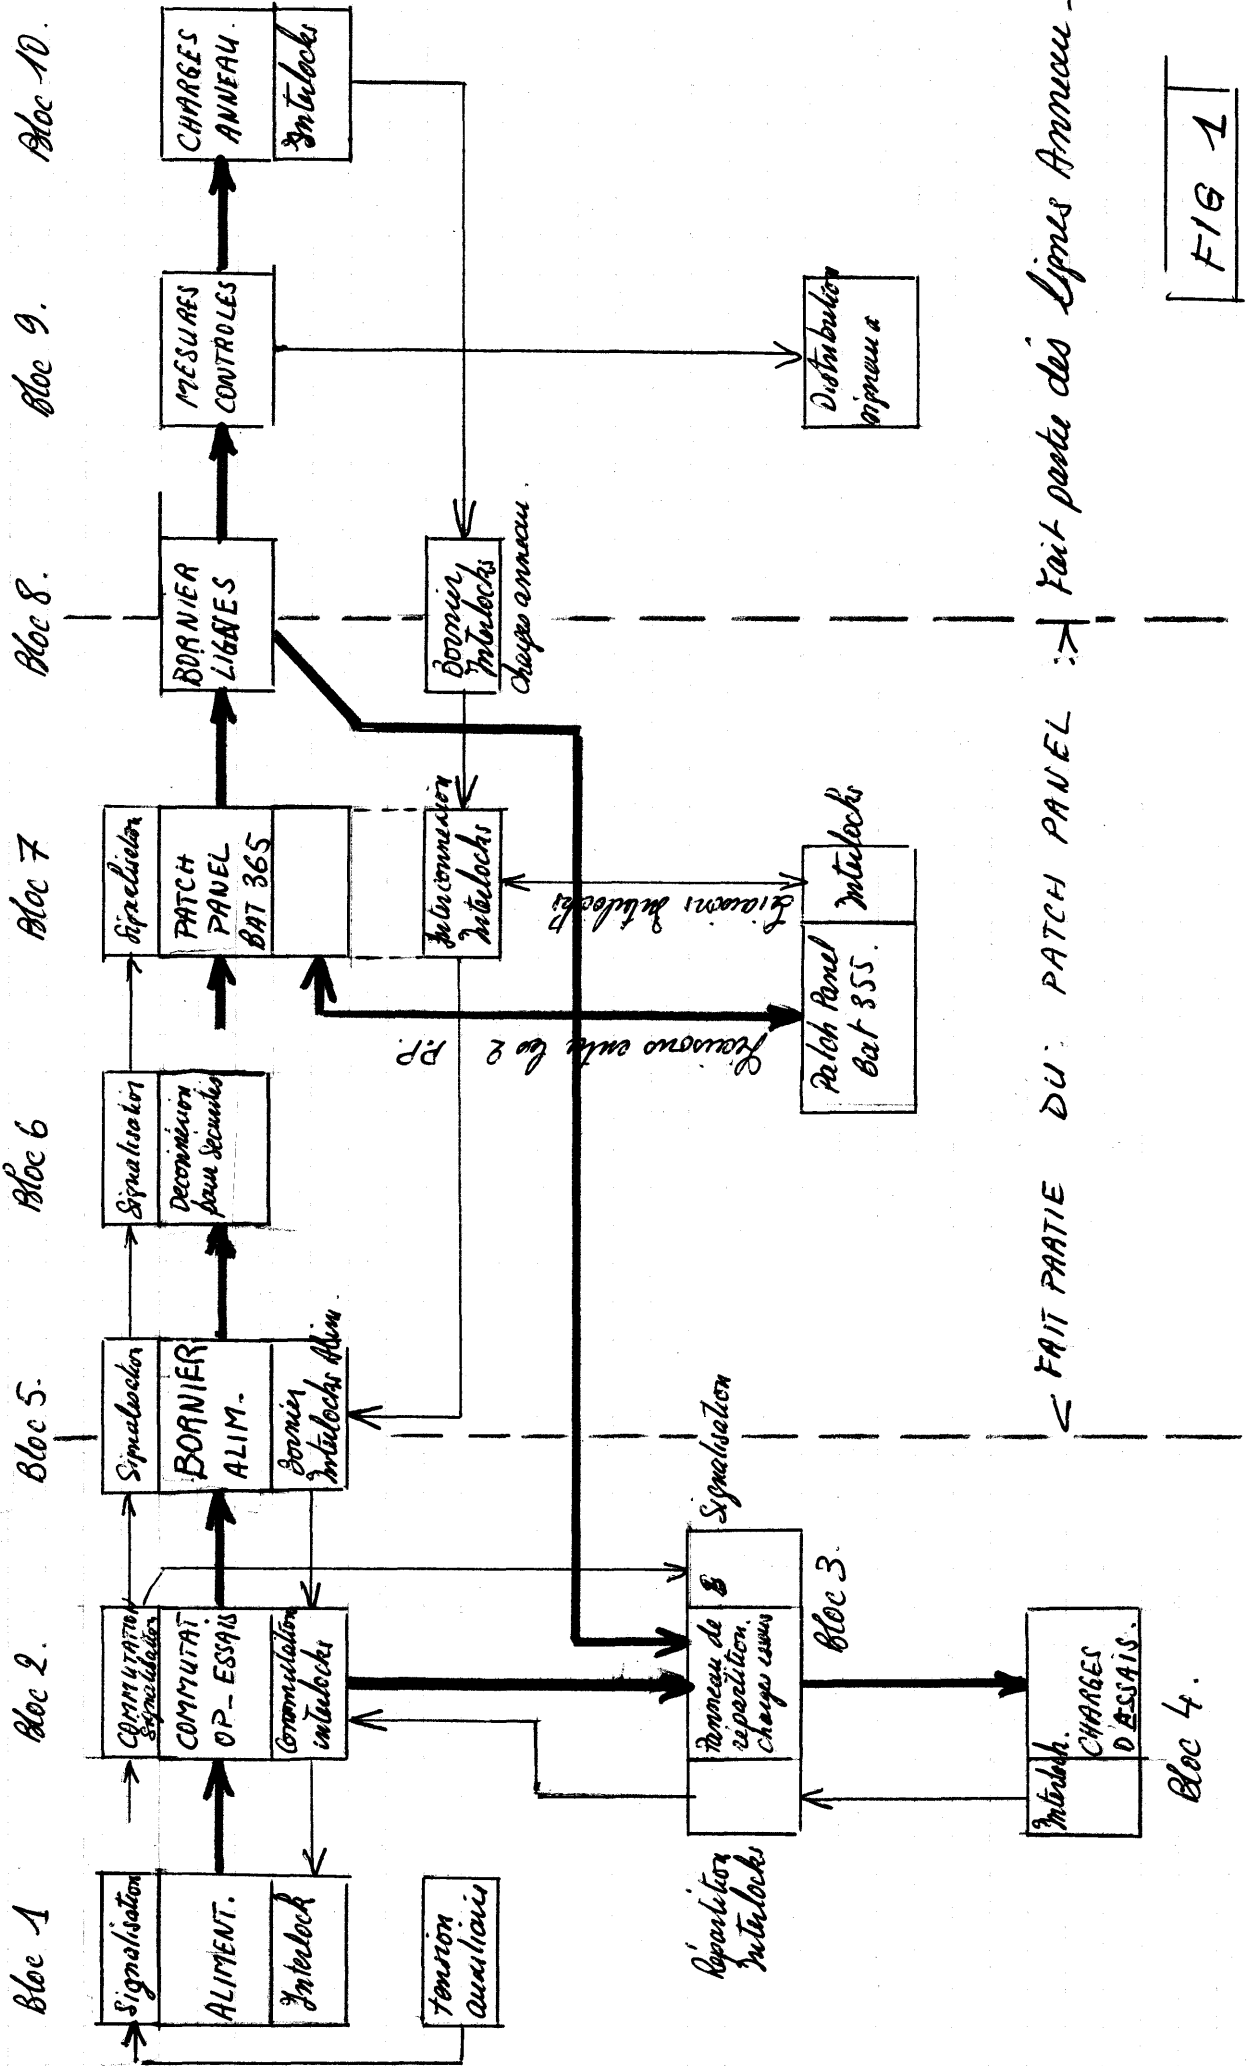 Bloc 1
Bloc 2.
Bloc 5.
Bloc 6
Bloc 7
Bloc 8.
Bloc 9.
Bloc 10.
Signalisation
ALIMENT.
Interlock
tension
auxiliaire
COMMUTATION
Signalisation
COMMUTAT
OP-ESSAIS
Commutation
interlocks
Signalisation
BORNIER
ALIM.
Bornier
Interlocks Alim.
Signalisation
Deconnexion
pour securites
Signalisation
PATCH
PANEL
BAT 365
Interconnexion
Interlocks
BORNIER
LIGNES
Bornier
Interlocks
charges anneau.
MESURES
CONTROLES
CHARGES
ANNEAU.
Interlocks
Distribution
signaux
Liaisons entre les 2 P.P.
Liaisons Interlocks
Patch Panel
Bat 355.
Interlocks
Répartition
Interlocks
Panneau de
répartition.
charges essais
Signalisation
Bloc 3.
Interlock.
CHARGES
D'ESSAIS.
Bloc 4.
< FAIT PARTIE DU PATCH PANEL >
Fait partie des lignes Anneau -
FIG 1